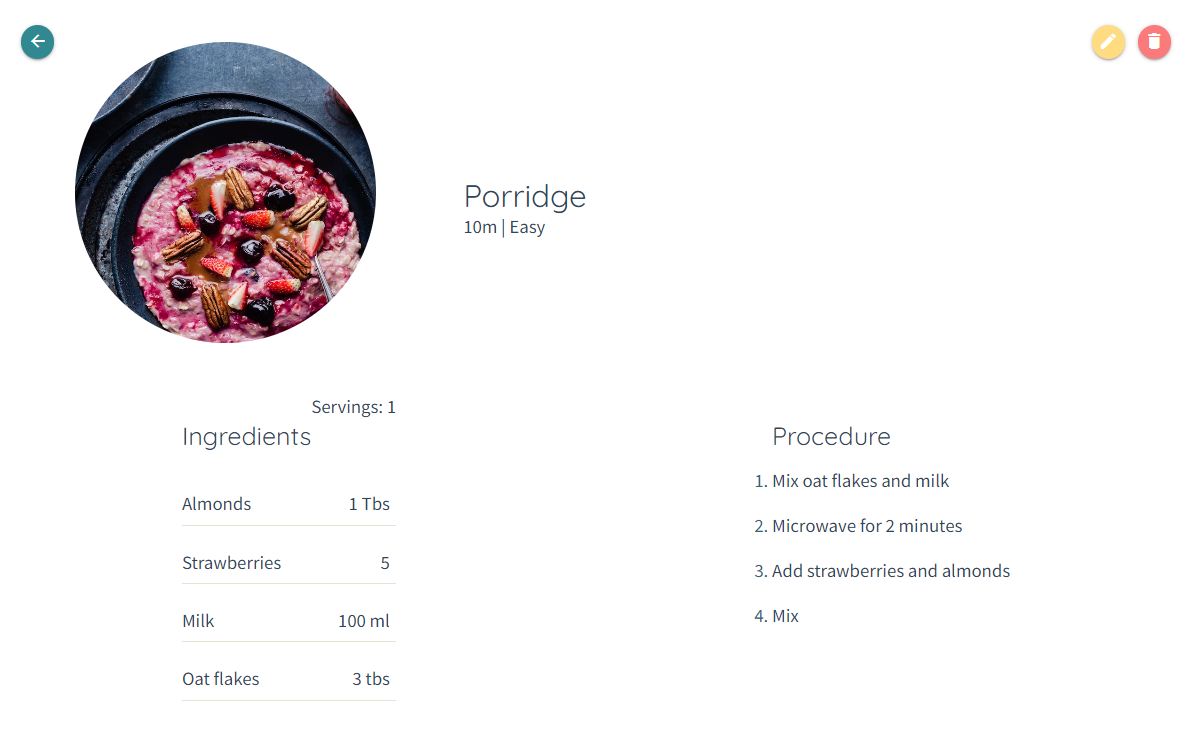 Porridge
10m | Easy
Servings: 1
Ingredients
Almonds 1 Tbs
Strawberries 5
Milk 100 ml
Oat flakes 3 tbs
Procedure
1. Mix oat flakes and milk
2. Microwave for 2 minutes
3. Add strawberries and almonds
4. Mix